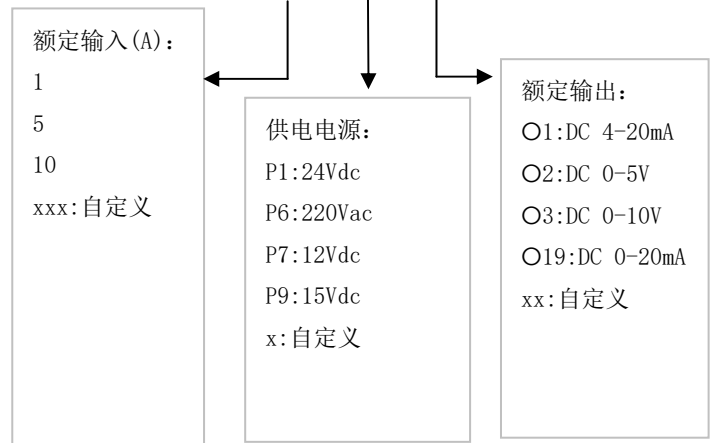 额定输入(A):
1
5
10
xxx:自定义
供电电源:
P1:24Vdc
P6:220Vac
P7:12Vdc
P9:15Vdc
x:自定义
额定输出:
O1:DC 4-20mA
O2:DC 0-5V
O3:DC 0-10V
O19:DC 0-20mA
xx:自定义